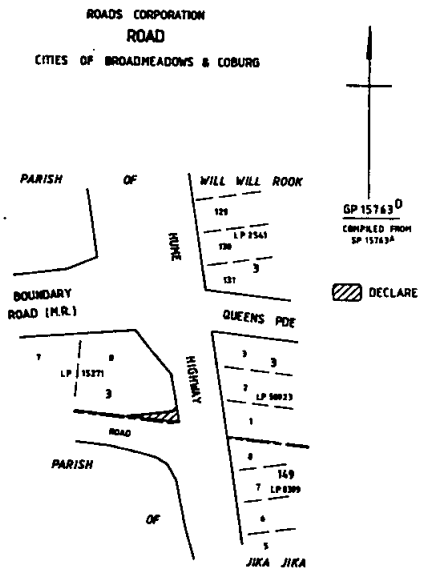 ROADS CORPORATION
ROAD
CITIES OF BROADMEADOWS & COBURG
PARISH OF WILL WILL ROOK
129
LP 2541
130
131
3
HUME
GP 15763D
COMPILED FROM
SP 15763A
DECLARE
BOUNDARY
ROAD (M.R.)
QUEENS PDE
7
8
LP 15271
3
HIGHWAY
3
3
2
LP 50023
1
ROAD
PARISH
OF
8
149
7
LP 8309
6
5
JIKA JIKA